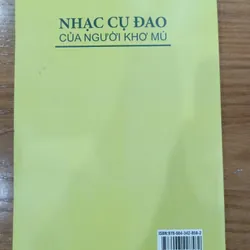 NHẠC CỤ ĐAO
CỦA NGƯỜI KHƠ MÚ